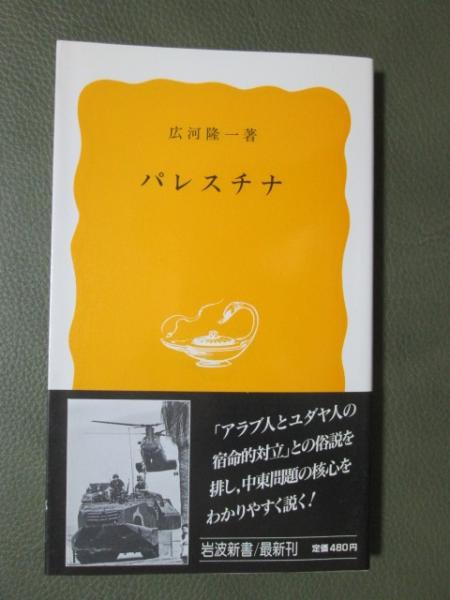 広河隆一著
パレスチナ
「アラブ人とユダヤ人の
宿命的対立」との俗説を
排し，中東問題の核心を
わかりやすく説く！
岩波新書/最新刊 定価480円